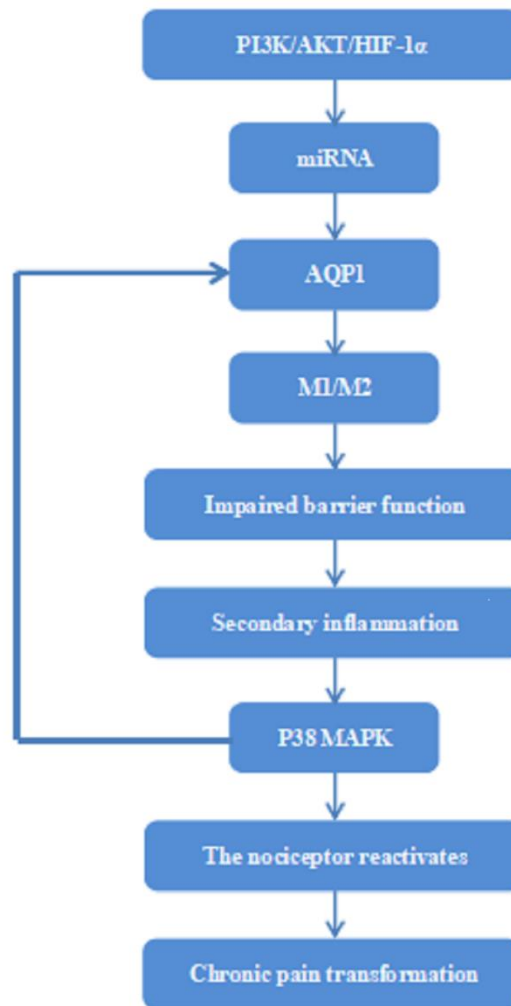 PI3K/AKT/HIF-1α
miRNA
AQP1
M1/M2
Impaired barrier function
Secondary inflammation
P38 MAPK
The nociceptor reactivates
Chronic pain transformation